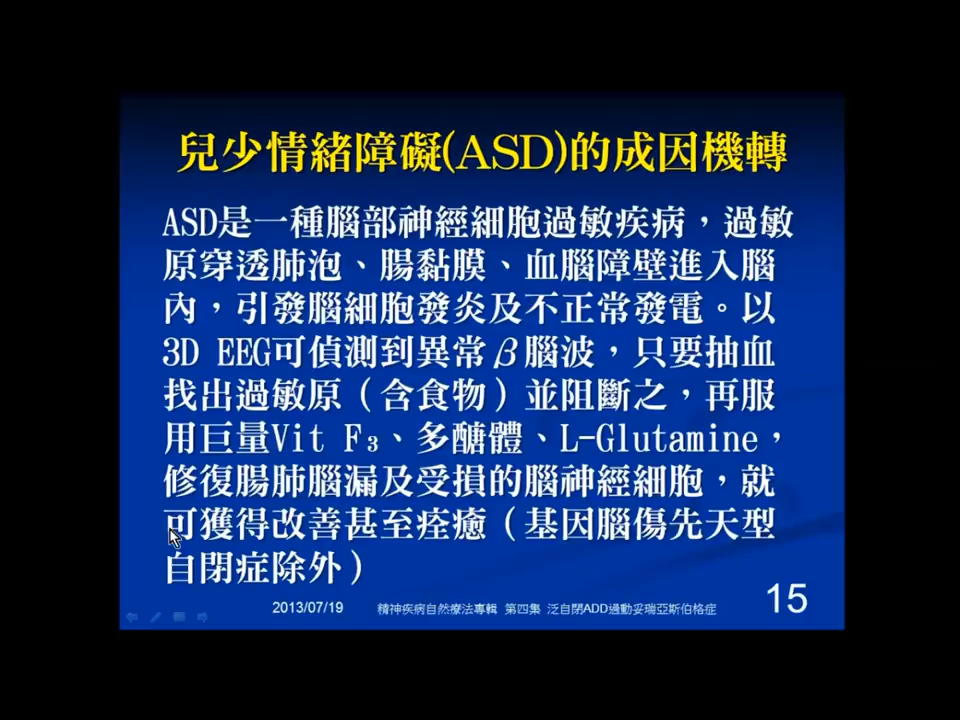 兒少情緒障礙(ASD)的成因機轉
ASD是一種腦部神經細胞過敏疾病，過敏
原穿透肺泡、腸黏膜、血腦障壁進入腦
內，引發腦細胞發炎及不正常發電。以
3D EEG可偵測到異常β腦波，只要抽血
找出過敏原（含食物）並阻斷之，再服
用巨量Vit F₃、多醣體、L-Glutamine，
修復腸肺腦漏及受損的腦神經細胞，就
可獲得改善甚至痊癒（基因腦傷先天型
自閉症除外）
2013/07/19 精神疾病自然療法專輯 第四集 泛自閉ADD過動妥瑞亞斯伯格症 15